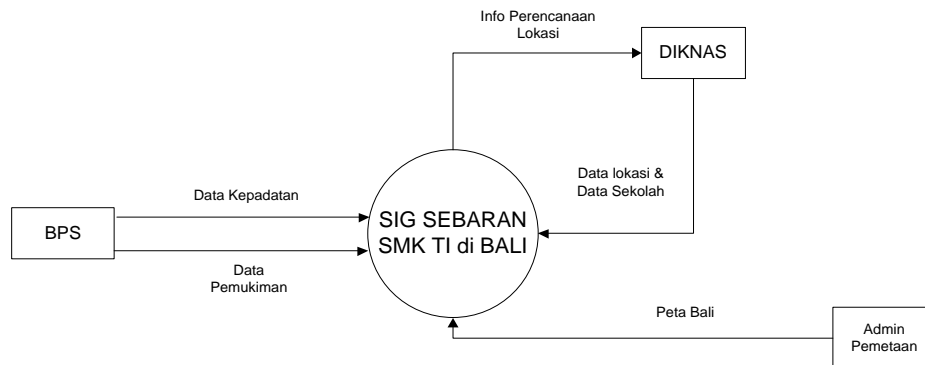 Info Perencanaan
Lokasi
DIKNAS
Data lokasi &
Data Sekolah
Data Kepadatan
BPS
SIG SEBARAN
SMK TI di BALI
Data
Pemukiman
Peta Bali
Admin
Pemetaan